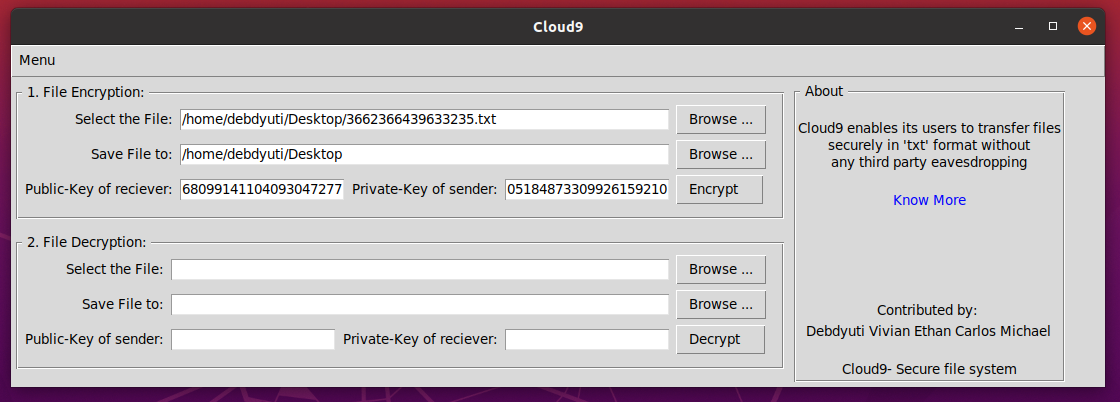 Cloud9
Menu
1. File Encryption:
Select the File: /home/debdyuti/Desktop/3662366439633235.txt Browse ...
Save File to: /home/debdyuti/Desktop Browse ...
Public-Key of reciever: 68099141104093047277 Private-Key of sender: 05184873309926159210 Encrypt
2. File Decryption:
Select the File: Browse ...
Save File to: Browse ...
Public-Key of sender: Private-Key of reciever: Decrypt
About
Cloud9 enables its users to transfer files
securely in 'txt' format without
any third party eavesdropping
Know More
Contributed by:
Debdyuti Vivian Ethan Carlos Michael
Cloud9- Secure file system